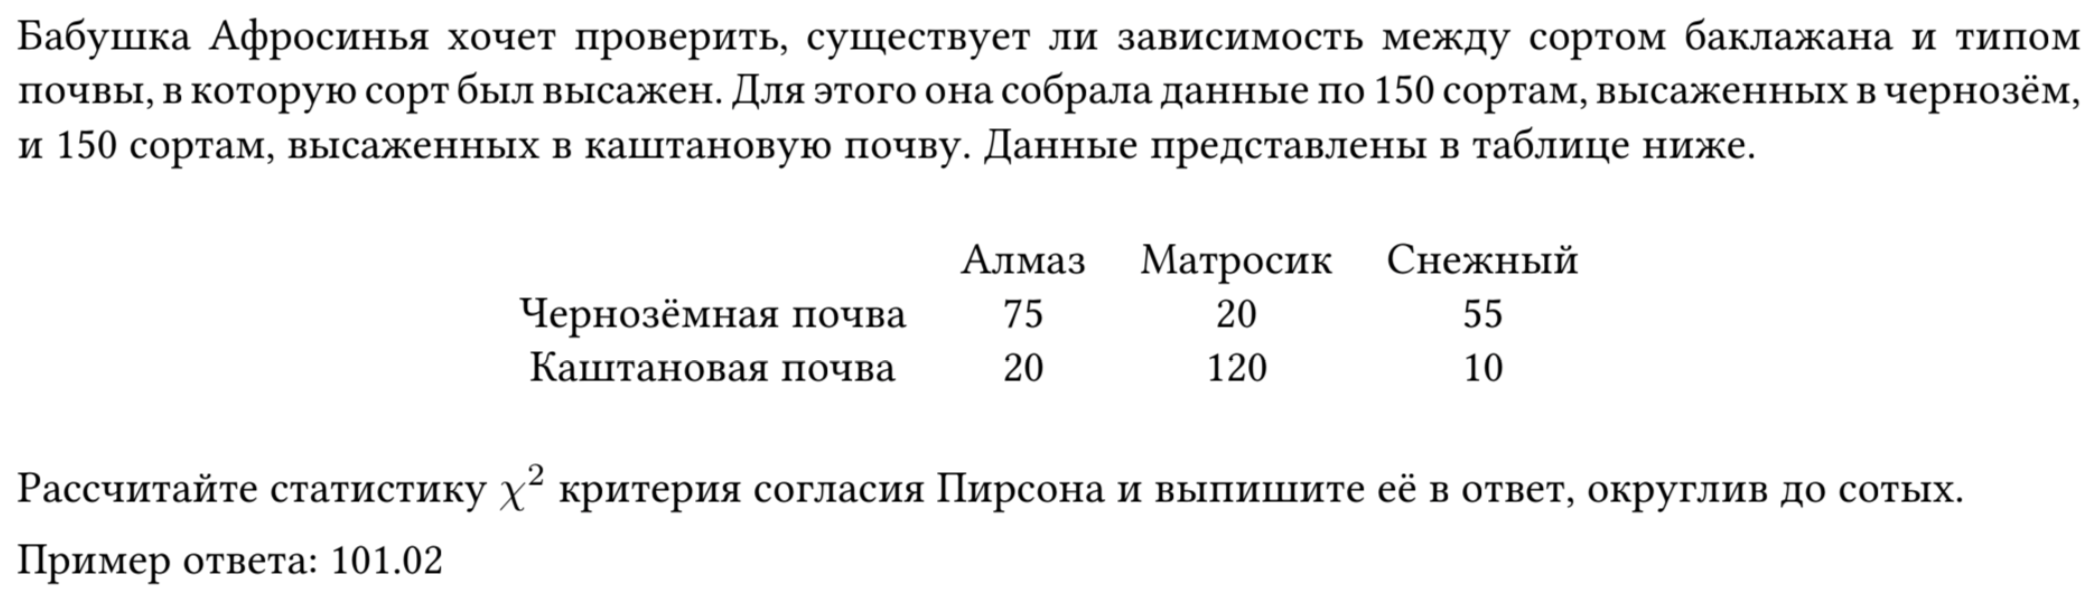 Бабушка Афросинья хочет проверить, существует ли зависимость между сортом баклажана и типом
почвы, в которую сорт был высажен. Для этого она собрала данные по 150 сортам, высаженных в чернозём,
и 150 сортам, высаженных в каштановую почву. Данные представлены в таблице ниже.
Алмаз Матросик Снежный
Чернозёмная почва 75 20 55
Каштановая почва 20 120 10
Рассчитайте статистику χ² критерия согласия Пирсона и выпишите её в ответ, округлив до сотых.
Пример ответа: 101.02